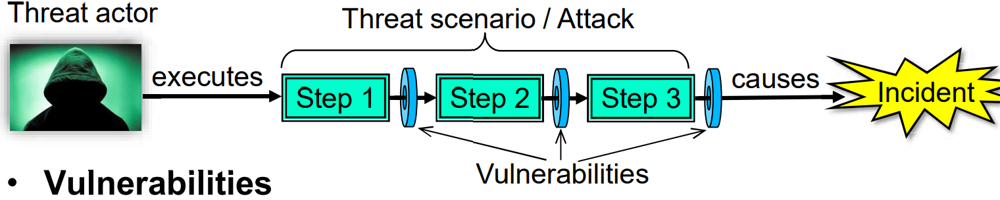 Threat actor
Threat scenario / Attack
executes
Step 1
Step 2
Step 3
causes
Incident
Vulnerabilities
• Vulnerabilities